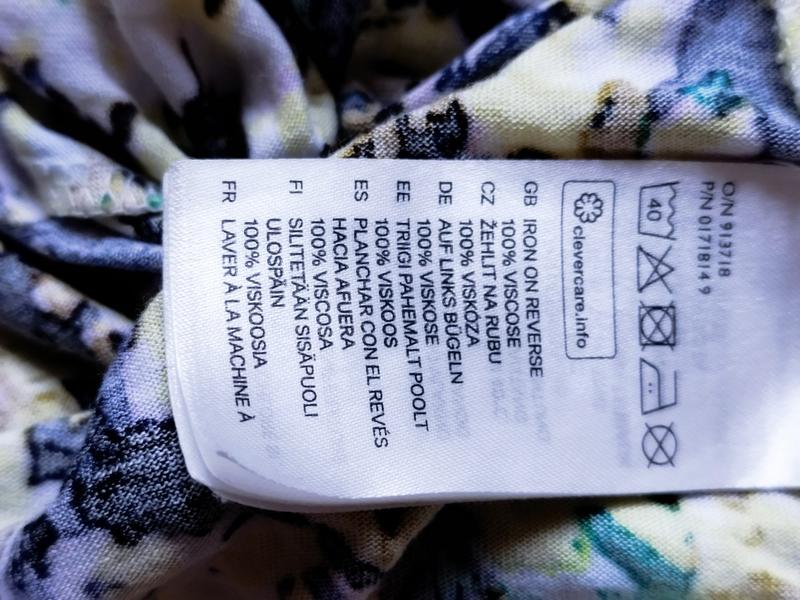 O/N 913718
P/N 0171814 9
40
clevercare.info
GB IRON ON REVERSE
100% VISCOSE
CZ ŽEHLIT NA RUBU
100% VISKÓZA
DE AUF LINKS BÜGELN
100% VISKOSE
EE TRIIGI PAHEMALT POOLT
100% VISKOOS
ES PLANCHAR CON EL REVÉS
HACIA AFUERA
100% VISCOSA
FI SILITETÄÄN SISÄPUOLI
ULOSPÄIN
100% VISKOOSIA
FR LAVER À LA MACHINE À